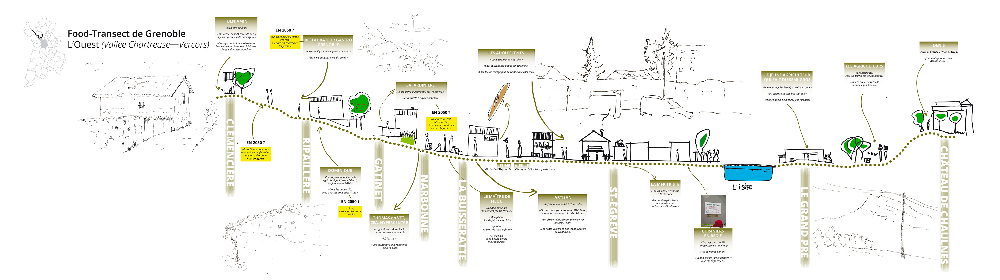 Food-Transect de Grenoble
L'Ouest (Vallée Chartreuse—Vercors)
BENJAMIN
«Bien-être animal»
«Une vache, c'est 24 côtes de boeuf
et je compte une côte par cagette»
«Ceux qui parlent de maltraitance
feraient mieux de tourner 7 fois leur
langue dans leur bouche»
EN 2050 ?
«On va revenir au temps
des rois,
il y aura un château et
des fermes»
RESTAURATEUR GASTRO
GRENOBLE
«À Metro, il y a tout ce que vous voulez»
«Les gens sont pas cons du palais»
CLÉMENCIÈRE
EN 2050 ?
«Dans 50 ans, tout dans
mon potager et j'aurai un
mouton qui broute»
~Les Joggeurs
RIPAILLÈRE
DOMINIQUE
«Pour reprendre une activité
agricole, il faut l'esprit 68tard,
les finances de 2018 »
«Dans les années 70,
avec 4 vaches vous étiez riches »
EN 2050 ?
«L'eau,
c'est le problème de
l'avenir»
GATINET
LA JARDINIÈRE
«Le problème aujourd'hui, c'est le sanglier»
«Je suis prête à payer plus cher»
EN 2050 ?
«Aujourd'hui c'est
Intermarché,
demain Internet et moi
ce sera le jardin»
THOMAS en VTT,
CEA, HYPERCENTRE
«L'agriculture à Grenoble ?
Vous avez des exemples ?»
«Ici, j'ai tout»
«Une agriculture plus raisonnée
pour la suite»
NARBONNE
LA BUISSERATTE
LES ADOLESCENTS
«J'aime cuisiner les cupcakes»
«C'est souvent nos papas qui cuisinent»
«Chez toi, on mange plus de viande que chez moi»
JEUNE
«Un jardin ? Ha, non !»
VIEILLE
«Carrefour ? C'est bien, y a de tout»
LE MAÎTRE DE
FILOU
«Avant je cuisinais,
maintenant j'ai ma femme »
«Mon plaisir,
c'est de faire le marché »
«Je rêve
des plats de mon enfance»
«Moi j'avais
de la bouffe bonne,
mais familiale»
ARTISAN
«Je fais mon marché à l'Estacade»
«C'est un principe de contester Wall Street,
ma seule motivation c'est de résister»
«Les fraises d'ici peuvent se conserver
jusqu'au jeudi»
«Les riches veulent ce que les pauvres ne
peuvent avoir»
ST-ÉGRÈVE
LA MFR TRISTE
«Lapins, poules, canards
à la maison»
«Mes amis agriculteurs,
ils sont biens car
ils font ce qu'ils aiment»
Jardin partagé
CUISINIERS
EN REGIE
«Tous les ans, 2 à 3%
d'investissement qualitatif»
«1% de marge par an»
«Ha bon, y a un jardin partagé ?!
Vous me l'apprenez !»
L'ISÈRE
LE JEUNE AGRICULTEUR
QUI FAIT DU SEMI-GROS
«Le magasin je l'ai fermé, y avait personne»
«Un céleri se pousse pas tout seul»
«Tout ce que je peux faire, je le fais moi»
LE GRAND PRÉ
LES AGRICULTEURS
«Les pesticides,
c'est un crime contre l'humanité»
«Tout ce qui est à l'échelle
humaine fonctionne»
DENIS
«98% de France et 95% de frais»
«J'aimerais faire un menu
0% d'émission»
CHÂTEAU DE CHAULNES